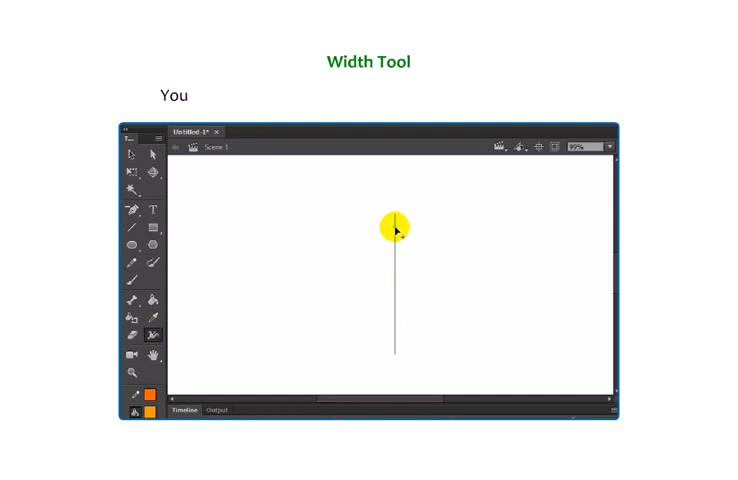 Width Tool
You
Untitled-1* ×
Scene 1
99%
Timeline Output